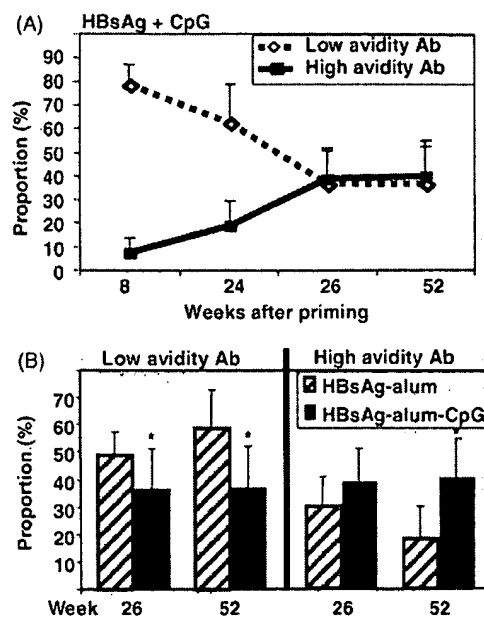 (A) HBsAg + CpG
Low avidity Ab
High avidity Ab
100
90
80
70
60
50
40
30
20
10
0
Proportion (%)
8 24 26 52
Weeks after priming
(B) Low avidity Ab High avidity Ab
HBsAg-alum
HBsAg-alum-CpG
70
60
50
40
30
20
10
Proportion (%)
* * *
Week 26 52 26 52